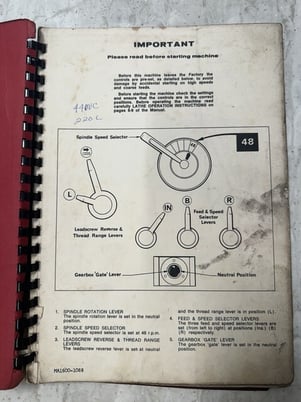 IMPORTANT
Please read before starting machine
Before this machine leaves the Factory the
controls are pre-set, as detailed below, to avoid
damage by accidental starting on high speeds
and coarse feeds.
Before starting the machine check the settings
and ensure that the controls are in the correct
positions. Before operating the machine read
carefully LATHE OPERATION INSTRUCTIONS on
of the Manual.
Spindle Speed Selector
48
L
Leadscrew Reverse &
Thread Range Levers
IN
B
R
Feed & Speed
Selector
Levers
Gearbox 'Gate' Lever
Neutral Position
1. SPINDLE ROTATION LEVER
The spindle rotation lever is set in the neutral
position.
2. SPINDLE SPEED SELECTOR
The spindle speed selector is set at 48 r.p.m.
3. LEADSCREW REVERSE & THREAD RANGE
LEVERS
The leadscrew reverse lever is set at neutral
and the thread range lever is in position (L).
4. FEED & SPEED SELECTOR LEVERS
The three feed and speed selector levers are
set (from left to right) at positions (Ins.) (B)
(R) respectively.
5. GEARBOX 'GATE' LEVER
The gearbox 'gate' lever is set in the neutral
position.